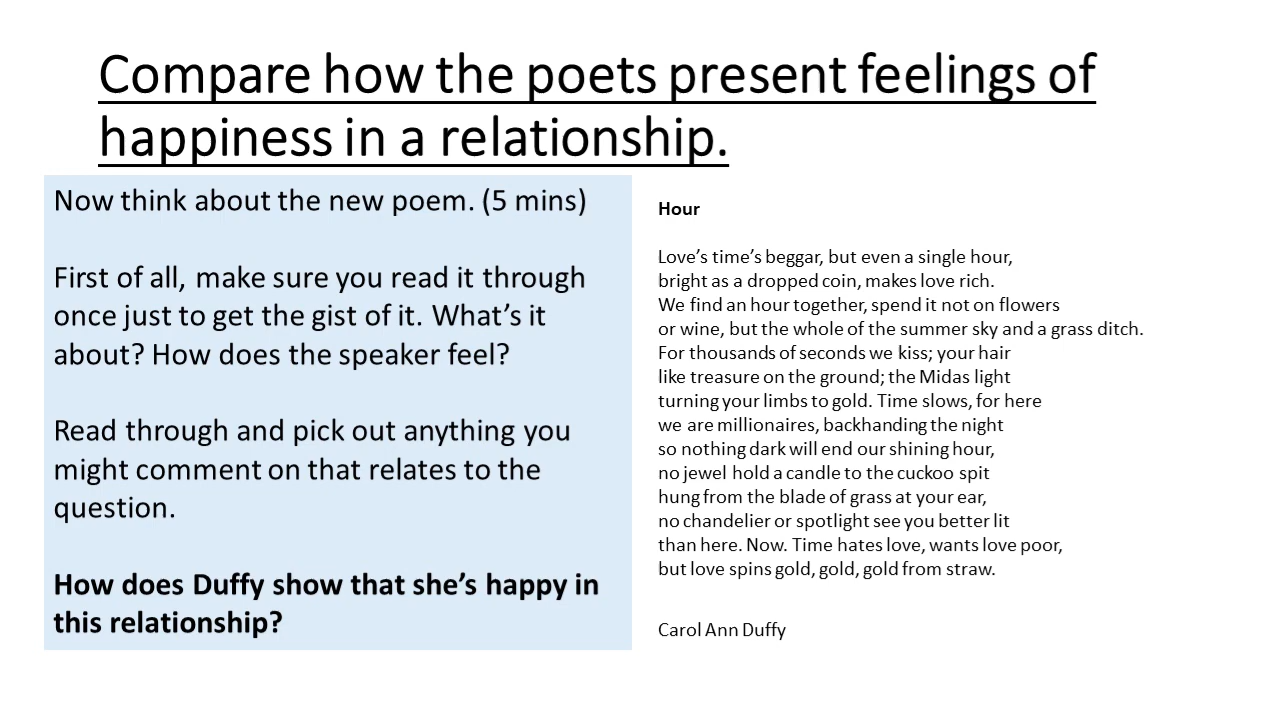 Compare how the poets present feelings of
happiness in a relationship.
Now think about the new poem. (5 mins)
First of all, make sure you read it through
once just to get the gist of it. What’s it
about? How does the speaker feel?
Read through and pick out anything you
might comment on that relates to the
question.
How does Duffy show that she’s happy in
this relationship?
Hour
Love’s time’s beggar, but even a single hour,
bright as a dropped coin, makes love rich.
We find an hour together, spend it not on flowers
or wine, but the whole of the summer sky and a grass ditch.
For thousands of seconds we kiss; your hair
like treasure on the ground; the Midas light
turning your limbs to gold. Time slows, for here
we are millionaires, backhanding the night
so nothing dark will end our shining hour,
no jewel hold a candle to the cuckoo spit
hung from the blade of grass at your ear,
no chandelier or spotlight see you better lit
than here. Now. Time hates love, wants love poor,
but love spins gold, gold, gold from straw.
Carol Ann Duffy